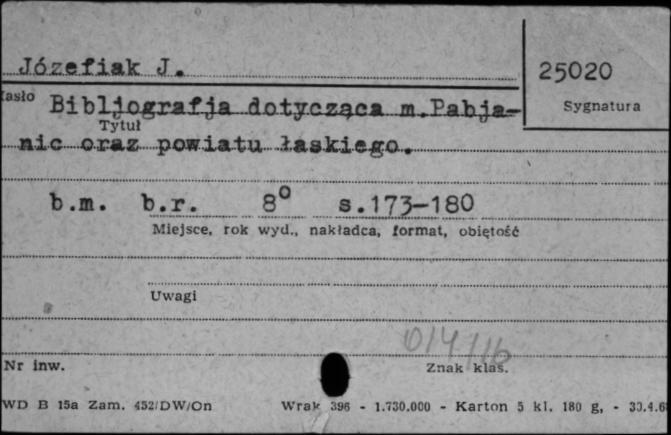 Józefiak J.
25020
asło
Bibljografja dotycząca m.Pabja-
Sygnatura
Tytuł
nic oraz powiatu łaskiego.
b.m. b.r. 8° s.173-180
Miejsce, rok wyd., nakładca, format, obiętość
Uwagi
014/16
Nr inw.
Znak klas.
WD B 15a Zam. 452/DW/On Wrak 396 - 1.730.000 - Karton 5 kl. 180 g, - 30.4.6